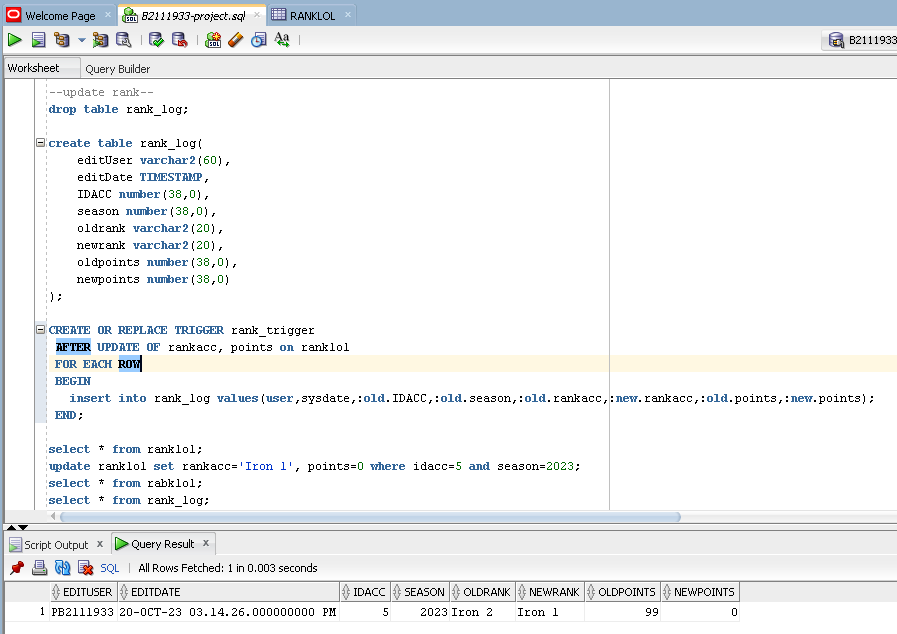 Welcome Page × B2111933-project.sql × RANKLOL ×
B2111933
Worksheet Query Builder
--update rank--
drop table rank_log;
create table rank_log(
editUser varchar2(60),
editDate TIMESTAMP,
IDACC number(38,0),
season number(38,0),
oldrank varchar2(20),
newrank varchar2(20),
oldpoints number(38,0),
newpoints number(38,0)
);
CREATE OR REPLACE TRIGGER rank_trigger
AFTER UPDATE OF rankacc, points on ranklol
FOR EACH ROW
BEGIN
insert into rank_log values(user,sysdate,:old.IDACC,:old.season,:old.rankacc,:new.rankacc,:old.points,:new.points);
END;
select * from ranklol;
update ranklol set rankacc='Iron 1', points=0 where idacc=5 and season=2023;
select * from rabklol;
select * from rank_log;
Script Output × Query Result ×
SQL | All Rows Fetched: 1 in 0.003 seconds
EDITUSER EDITDATE IDACC SEASON OLDRANK NEWRANK OLDPOINTS NEWPOINTS
1 PB2111933 20-OCT-23 03.14.26.000000000 PM 5 2023 Iron 2 Iron 1 99 0